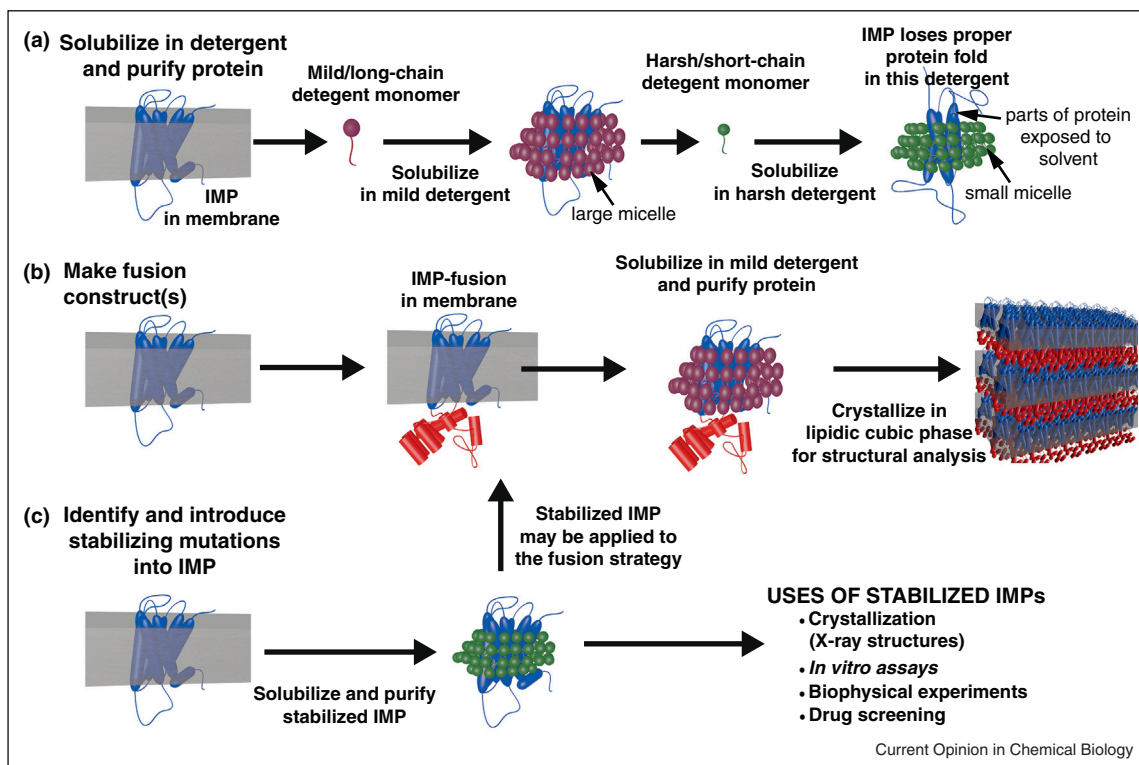 (a) Solubilize in detergent
and purify protein
Mild/long-chain
detegent monomer
Harsh/short-chain
detegent monomer
IMP loses proper
protein fold
in this detergent
parts of protein
exposed to
solvent
IMP
in membrane
Solubilize
in mild detergent
large micelle
Solubilize
in harsh detergent
small micelle
(b) Make fusion
construct(s)
IMP-fusion
in membrane
Solubilize in mild detergent
and purify protein
Crystallize in
lipidic cubic phase
for structural analysis
(c) Identify and introduce
stabilizing mutations
into IMP
Stabilized IMP
may be applied to
the fusion strategy
Solubilize and purify
stabilized IMP
USES OF STABILIZED IMPs
• Crystallization
(X-ray structures)
• In vitro assays
• Biophysical experiments
• Drug screening
Current Opinion in Chemical Biology